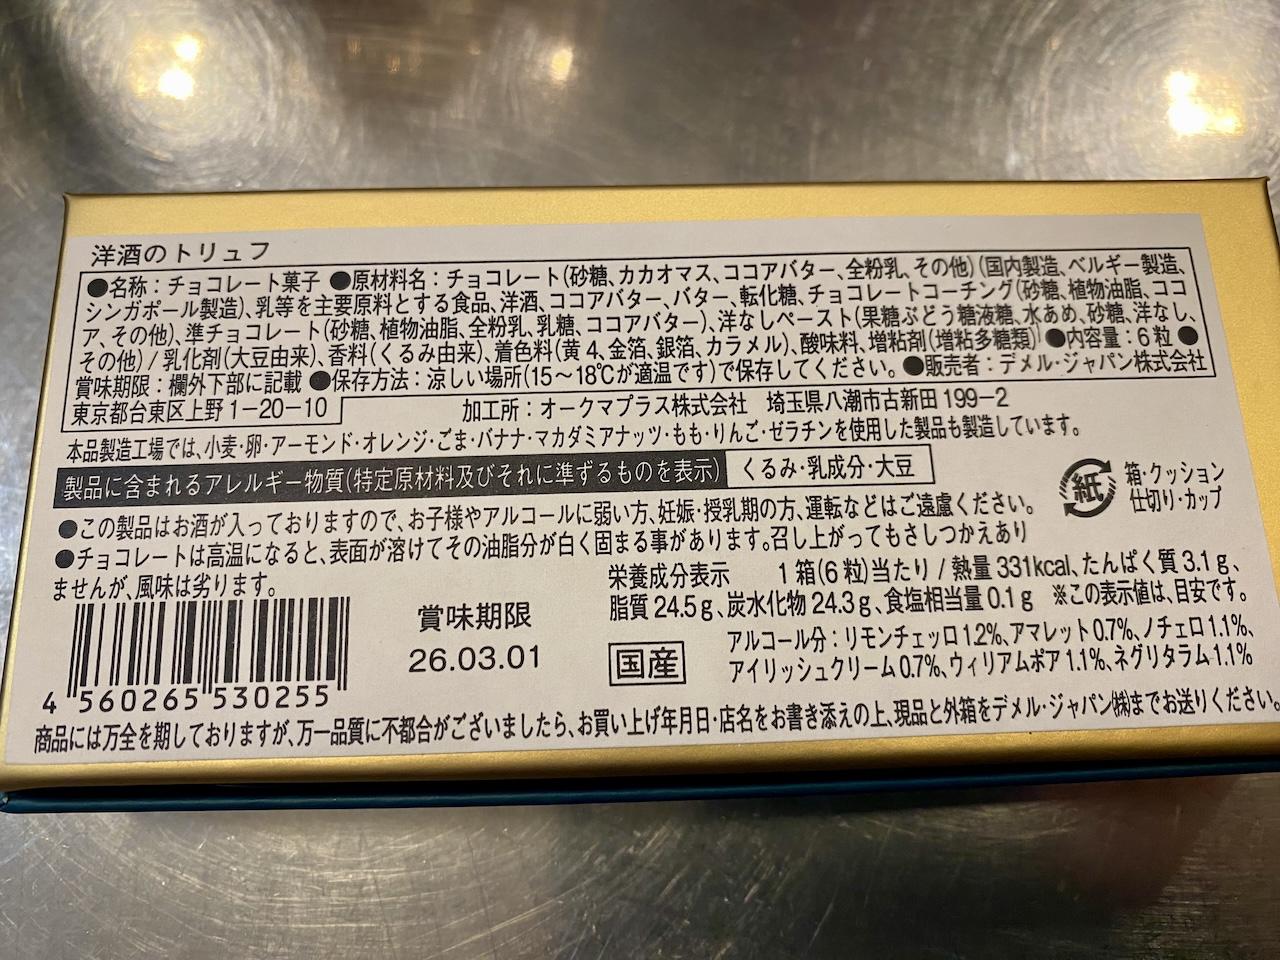 洋酒のトリュフ
●名称：チョコレート菓子 ●原材料名：チョコレート(砂糖、カカオマス、ココアバター、全粉乳、その他)(国内製造、ベルギー製造、
シンガポール製造)、乳等を主要原料とする食品、洋酒、ココアバター、バター、転化糖、チョコレートコーチング(砂糖、植物油脂、ココ
ア、その他)、準チョコレート(砂糖、植物油脂、全粉乳、乳糖、ココアバター)、洋なしペースト(果糖ぶどう糖液糖、水あめ、砂糖、洋なし、
その他) / 乳化剤(大豆由来)、香料(くるみ由来)、着色料(黄4、金箔、銀箔、カラメル)、酸味料、増粘剤(増粘多糖類) ●内容量：6粒 ●
賞味期限：欄外下部に記載 ●保存方法：涼しい場所(15～18℃が適温です)で保存してください。 ●販売者：デメル・ジャパン株式会社
東京都台東区上野1－20－10
加工所：オークマプラス株式会社 埼玉県八潮市古新田199－2
本品製造工場では、小麦・卵・アーモンド・オレンジ・ごま・バナナ・マカダミアナッツ・もも・りんご・ゼラチンを使用した製品も製造しています。
製品に含まれるアレルギー物質(特定原材料及びそれに準ずるものを表示) くるみ・乳成分・大豆
紙 箱・クッション
仕切り・カップ
●この製品はお酒が入っておりますので、お子様やアルコールに弱い方、妊娠・授乳期の方、運転などはご遠慮ください。
●チョコレートは高温になると、表面が溶けてその油脂分が白く固まる事があります。召し上がってもさしつかえあり
ませんが、風味は劣ります。
栄養成分表示 1箱(6粒)当たり / 熱量 331kcal、たんぱく質 3.1g、
脂質 24.5g、炭水化物 24.3g、食塩相当量 0.1g ※この表示値は、目安です。
賞味期限
26.03.01
国産
アルコール分：リモンチェッロ1.2%、アマレット0.7%、ノチェロ1.1%、
アイリッシュクリーム0.7%、ウィリアムポア1.1%、ネグリタラム1.1%
4 560265 530255
商品には万全を期しておりますが、万一品質に不都合がございましたら、お買い上げ年月日・店名をお書き添えの上、現品と外箱をデメル・ジャパン㈱までお送りください。